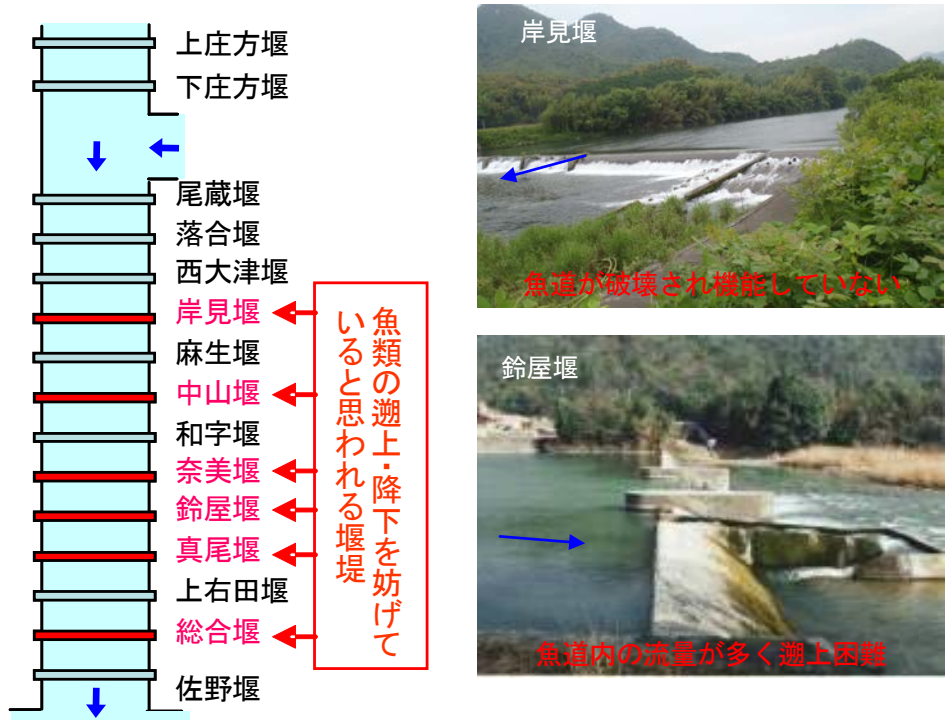 上庄方堰
下庄方堰
尾蔵堰
落合堰
西大津堰
岸見堰
麻生堰
中山堰
和字堰
奈美堰
鈴屋堰
真尾堰
上右田堰
総合堰
佐野堰
魚類の遡上・降下を妨げて
いると思われる堰堤
岸見堰
魚道が破壊され機能していない
鈴屋堰
魚道内の流量が多く遡上困難